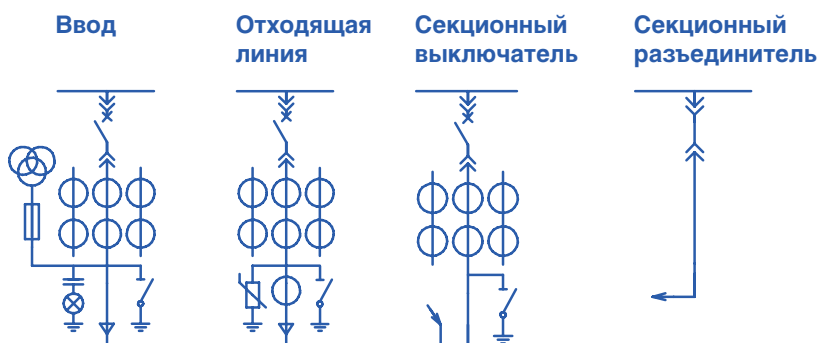 Ввод
Отходящая
линия
Секционный
выключатель
Секционный
разъединитель